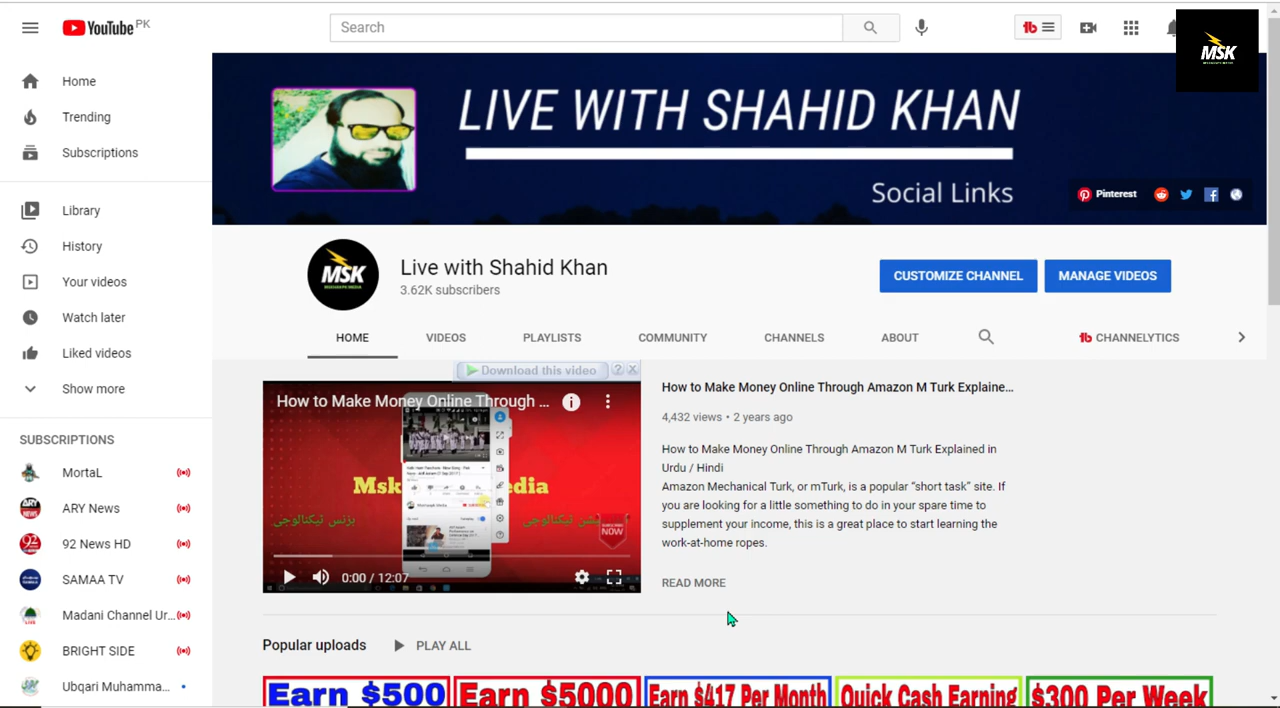 YouTube PK
Search
MSK
Home
Trending
Subscriptions
Library
History
Your videos
Watch later
Liked videos
Show more
SUBSCRIPTIONS
MortaL
ARY News
92 News HD
SAMAA TV
Madani Channel Ur...
BRIGHT SIDE
Ubqari Muhamma...
LIVE WITH SHAHID KHAN
Social Links
Pinterest
MSK
Live with Shahid Khan
3.62K subscribers
CUSTOMIZE CHANNEL
MANAGE VIDEOS
HOME
VIDEOS
PLAYLISTS
COMMUNITY
CHANNELS
ABOUT
CHANNELYTICS
Download this video
How to Make Money Online Through ...
Msk
dia
بزنس ٹیکنالوجی
NOW
0:00 / 12:07
How to Make Money Online Through Amazon M Turk Explaine...
4,432 views • 2 years ago
How to Make Money Online Through Amazon M Turk Explained in
Urdu / Hindi
Amazon Mechanical Turk, or mTurk, is a popular “short task” site. If
you are looking for a little something to do in your spare time to
supplement your income, this is a great place to start learning the
work-at-home ropes.
READ MORE
Popular uploads
PLAY ALL
Earn $500
Earn $5000
Earn $417 Per Month
Quick Cash Earning
$300 Per Week